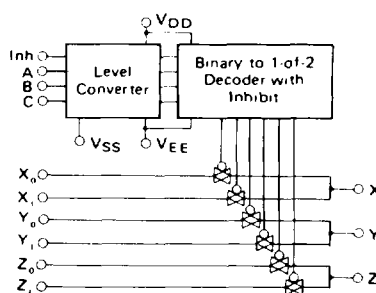 VDD
Inh
A
B
C
Level
Converter
Binary to 1-of-2
Decoder with
Inhibit
VSS
VEE
X0
X1
X
Y0
Y1
Y
Z0
Z1
Z